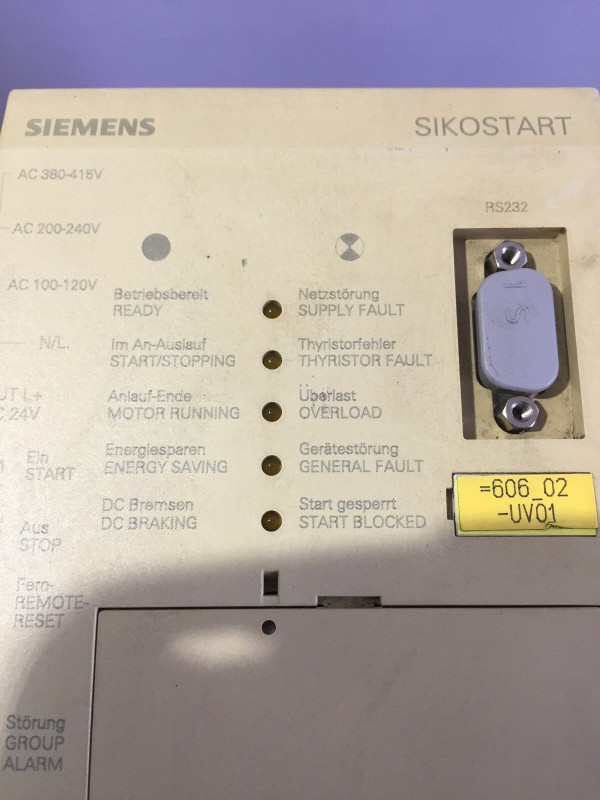 SIEMENS
SIKOSTART
AC 380-415V
AC 200-240V
AC 100-120V
N/L
L+
24V
Ein
START
Aus
STOP
Fern-
REMOTE-
RESET
Störung
GROUP
ALARM
Betriebsbereit
READY
Im An-Auslauf
START/STOPPING
Anlauf-Ende
MOTOR RUNNING
Energiesparen
ENERGY SAVING
DC Bremsen
DC BRAKING
Netzstörung
SUPPLY FAULT
Thyristorfehler
THYRISTOR FAULT
Überlast
OVERLOAD
Gerätestörung
GENERAL FAULT
Start gesperrt
START BLOCKED
RS232
=606_02
-UV01